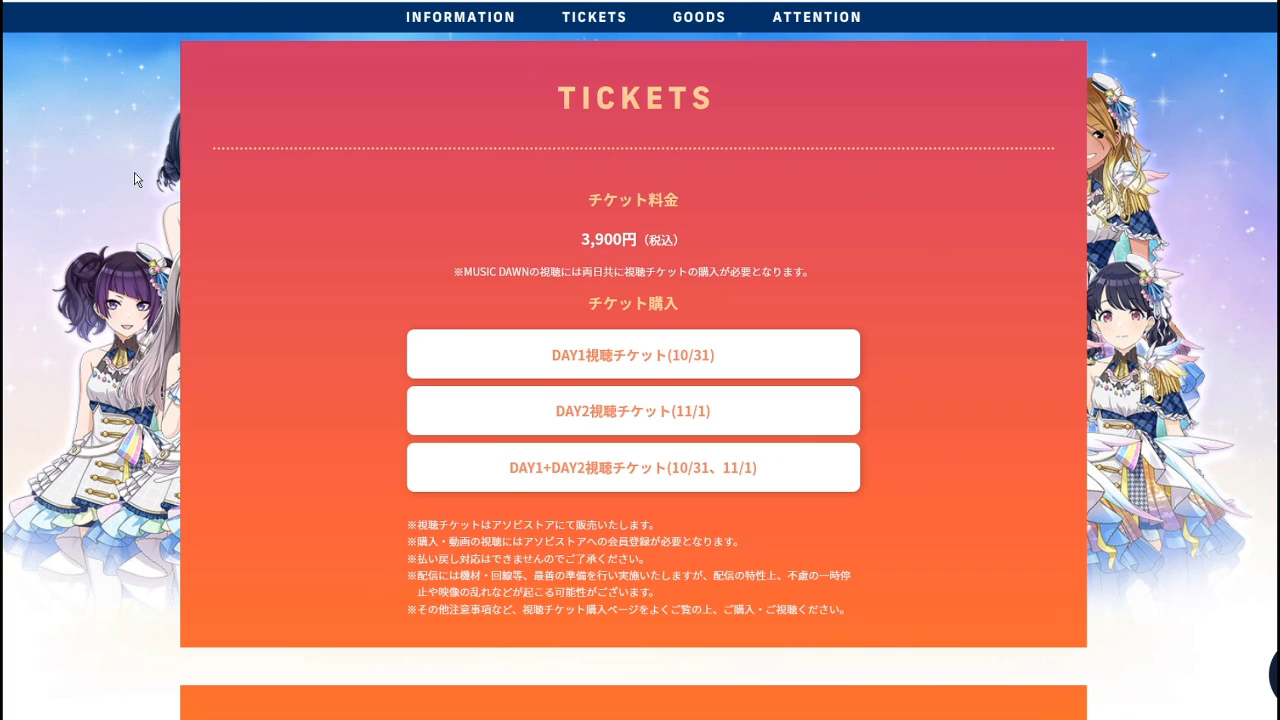 INFORMATION TICKETS GOODS ATTENTION
TICKETS
チケット料金
3,900円（税込）
※MUSIC DAWNの視聴には両日共に視聴チケットの購入が必要となります。
チケット購入
DAY1視聴チケット(10/31)
DAY2視聴チケット(11/1)
DAY1+DAY2視聴チケット(10/31、11/1)
※視聴チケットはアソビストアにて販売いたします。
※購入・動画の視聴にはアソビストアへの会員登録が必要となります。
※払い戻し対応はできませんのでご了承ください。
※配信には機材・回線等、最善の準備を行い実施いたしますが、配信の特性上、不慮の一時停
止や映像の乱れなどが起こる可能性がございます。
※その他注意事項など、視聴チケット購入ページをよくご覧の上、ご購入・ご視聴ください。